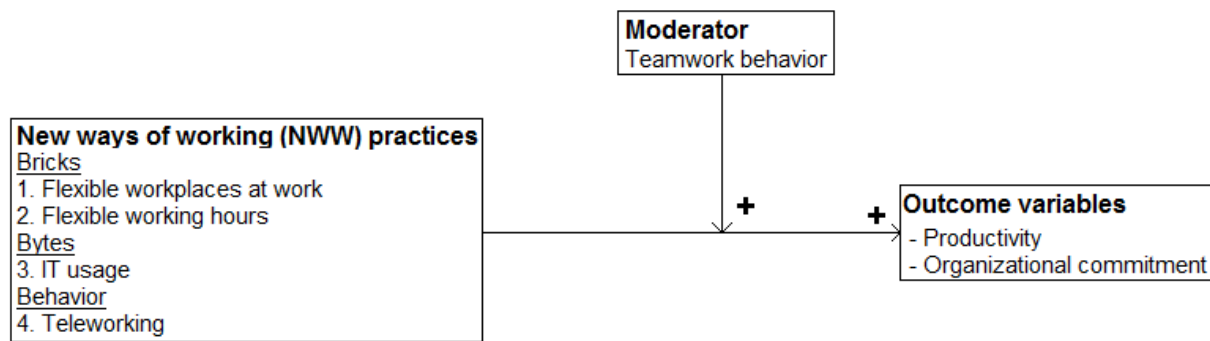 Moderator
Teamwork behavior
New ways of working (NWW) practices
Bricks
1. Flexible workplaces at work
2. Flexible working hours
Bytes
3. IT usage
Behavior
4. Teleworking
+
+
Outcome variables
- Productivity
- Organizational commitment